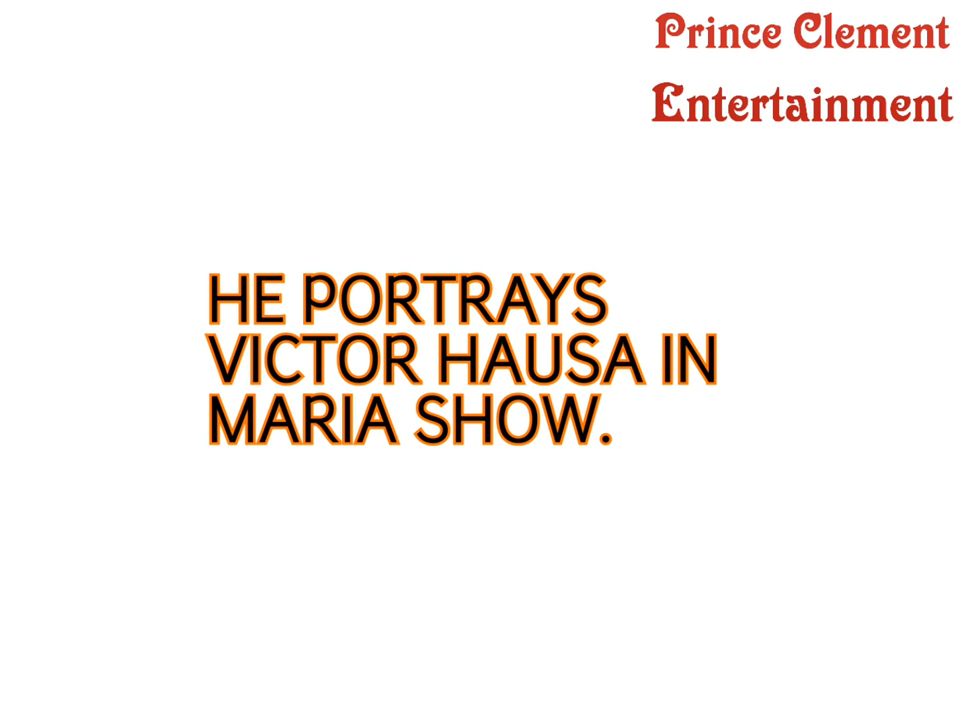 Prince Clement
Entertainment
HE PORTRAYS
VICTOR HAUSA IN
MARIA SHOW.